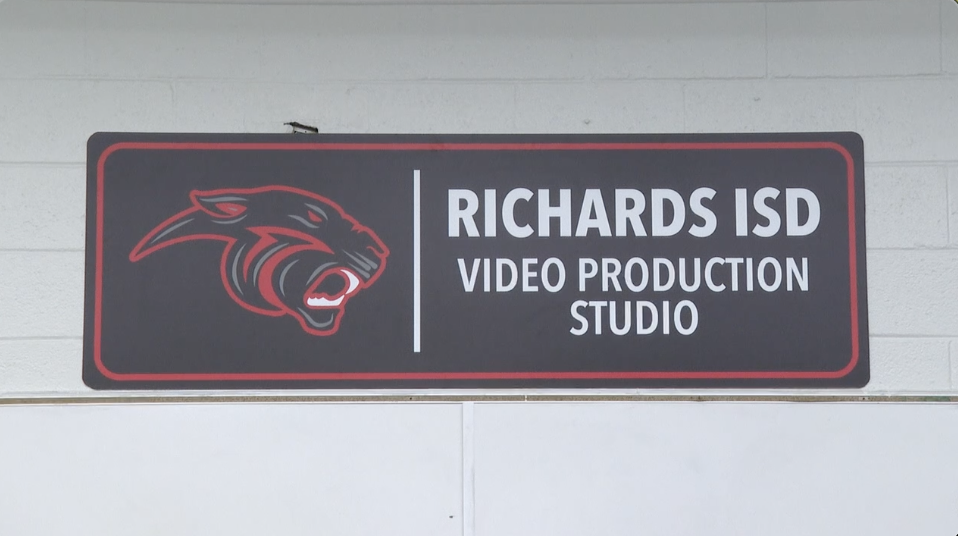 RICHARDS ISD
VIDEO PRODUCTION
STUDIO